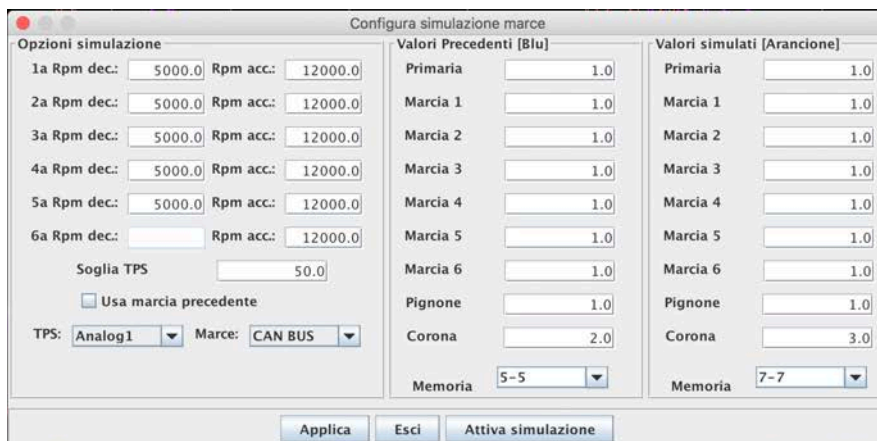 Configura simulazione marce
Opzioni simulazione
1a Rpm dec.: 5000.0 Rpm acc.: 12000.0
2a Rpm dec.: 5000.0 Rpm acc.: 12000.0
3a Rpm dec.: 5000.0 Rpm acc.: 12000.0
4a Rpm dec.: 5000.0 Rpm acc.: 12000.0
5a Rpm dec.: 5000.0 Rpm acc.: 12000.0
6a Rpm dec.: Rpm acc.: 12000.0
Soglia TPS 50.0
Usa marcia precedente
TPS: Analog1 Marce: CAN BUS
Valori Precedenti [Blu]
Primaria 1.0
Marcia 1 1.0
Marcia 2 1.0
Marcia 3 1.0
Marcia 4 1.0
Marcia 5 1.0
Marcia 6 1.0
Pignone 1.0
Corona 2.0
Memoria 5-5
Valori simulati [Arancione]
Primaria 1.0
Marcia 1 1.0
Marcia 2 1.0
Marcia 3 1.0
Marcia 4 1.0
Marcia 5 1.0
Marcia 6 1.0
Pignone 1.0
Corona 3.0
Memoria 7-7
Applica Esci Attiva simulazione